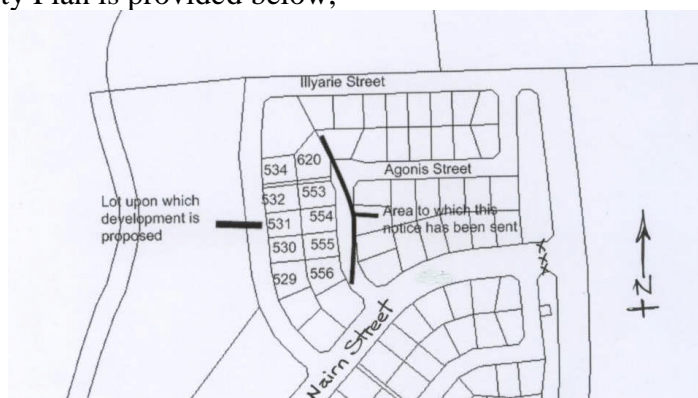 ty Plan is provided below;
Illyarie Street
534
620
Agonis Street
532
553
Lot upon which
development is
proposed
531
554
Area to which this
notice has been sent
530
555
529
556
N
Nairn Street